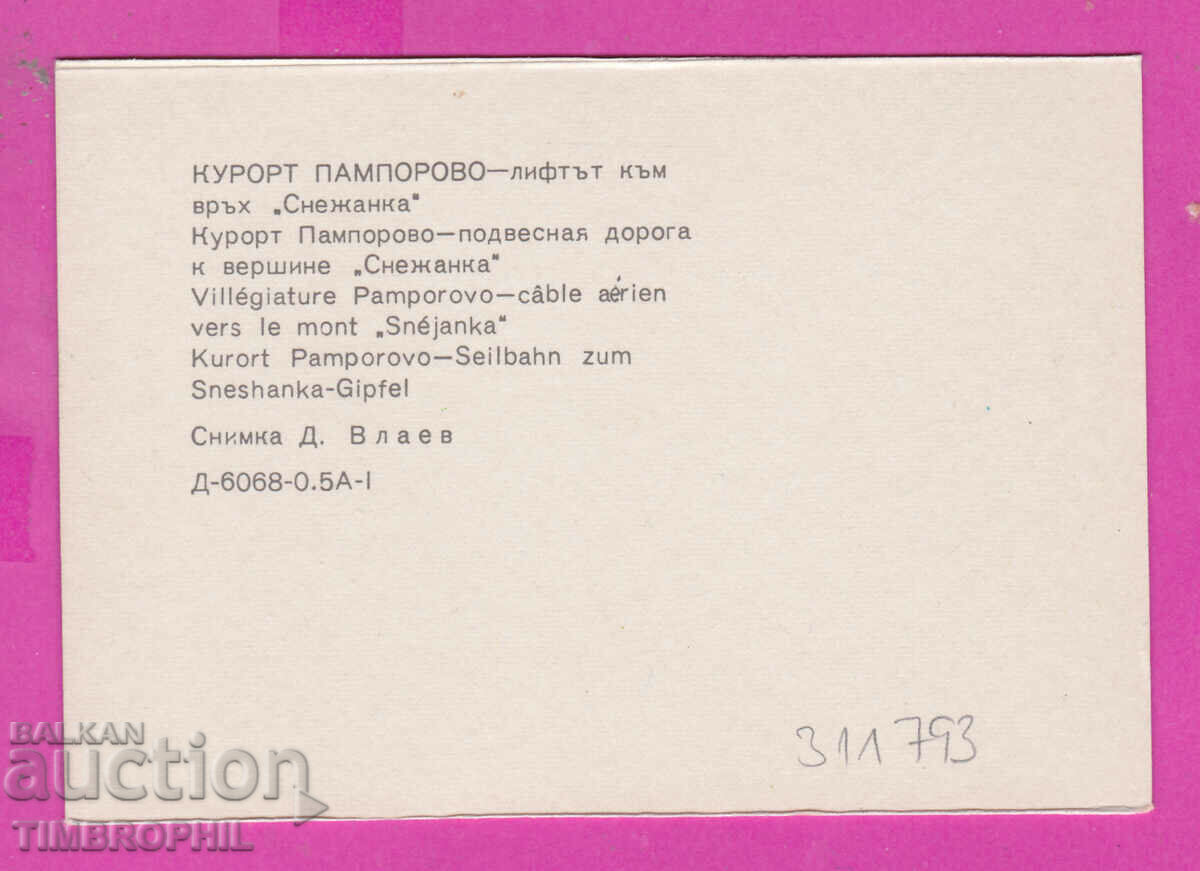 КУРОРТ ПАМПОРОВО—лифтът към
връх „Снежанка"
Курорт Пампорово—подвесная дорога
к вершине „Снежанка"
Villégiature Pamporovo—câble aérien
vers le mont „Snéjanka"
Kurort Pamporovo—Seilbahn zum
Sneshanka-Gipfel
Снимка Д. Влаев
Д-6068-0.5А-I
311793
BALKAN
auction
TIMBROPHIL